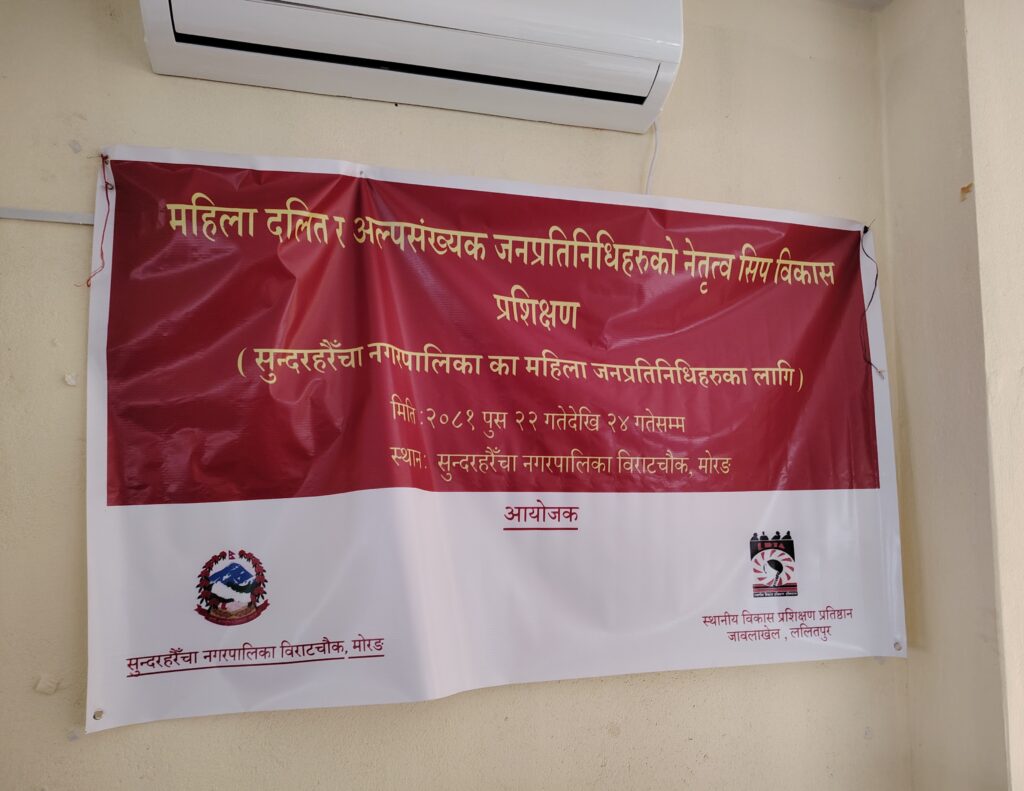 महिला दलित र अल्पसंख्यक जनप्रतिनिधिहरुको नेतृत्व सिप विकास
प्रशिक्षण
( सुन्दरहरैँचा नगरपालिका का महिला जनप्रतिनिधिहरुका लागि )
मिति : २०८१ पुस २२ गतेदेखि २४ गतेसम्म
स्थान: सुन्दरहरैँचा नगरपालिका विराटचौक, मोरङ
आयोजक
सुन्दरहरैँचा नगरपालिका विराटचौक, मोरङ
LDTA
स्थानीय विकास प्रशिक्षण प्रतिष्ठान
जावलाखेल , ललितपुर